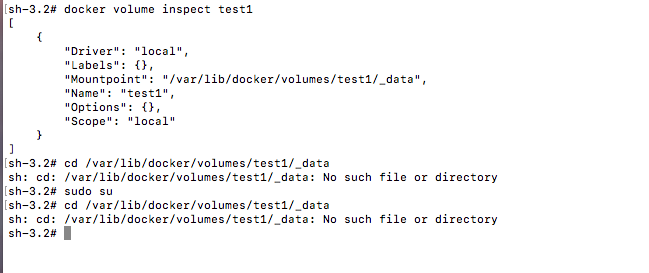 [sh-3.2# docker volume inspect test1
[
    {
        "Driver": "local",
        "Labels": {},
        "Mountpoint": "/var/lib/docker/volumes/test1/_data",
        "Name": "test1",
        "Options": {},
        "Scope": "local"
    }
]
[sh-3.2# cd /var/lib/docker/volumes/test1/_data
sh: cd: /var/lib/docker/volumes/test1/_data: No such file or directory
[sh-3.2# sudo su
[sh-3.2# cd /var/lib/docker/volumes/test1/_data
sh: cd: /var/lib/docker/volumes/test1/_data: No such file or directory
sh-3.2#